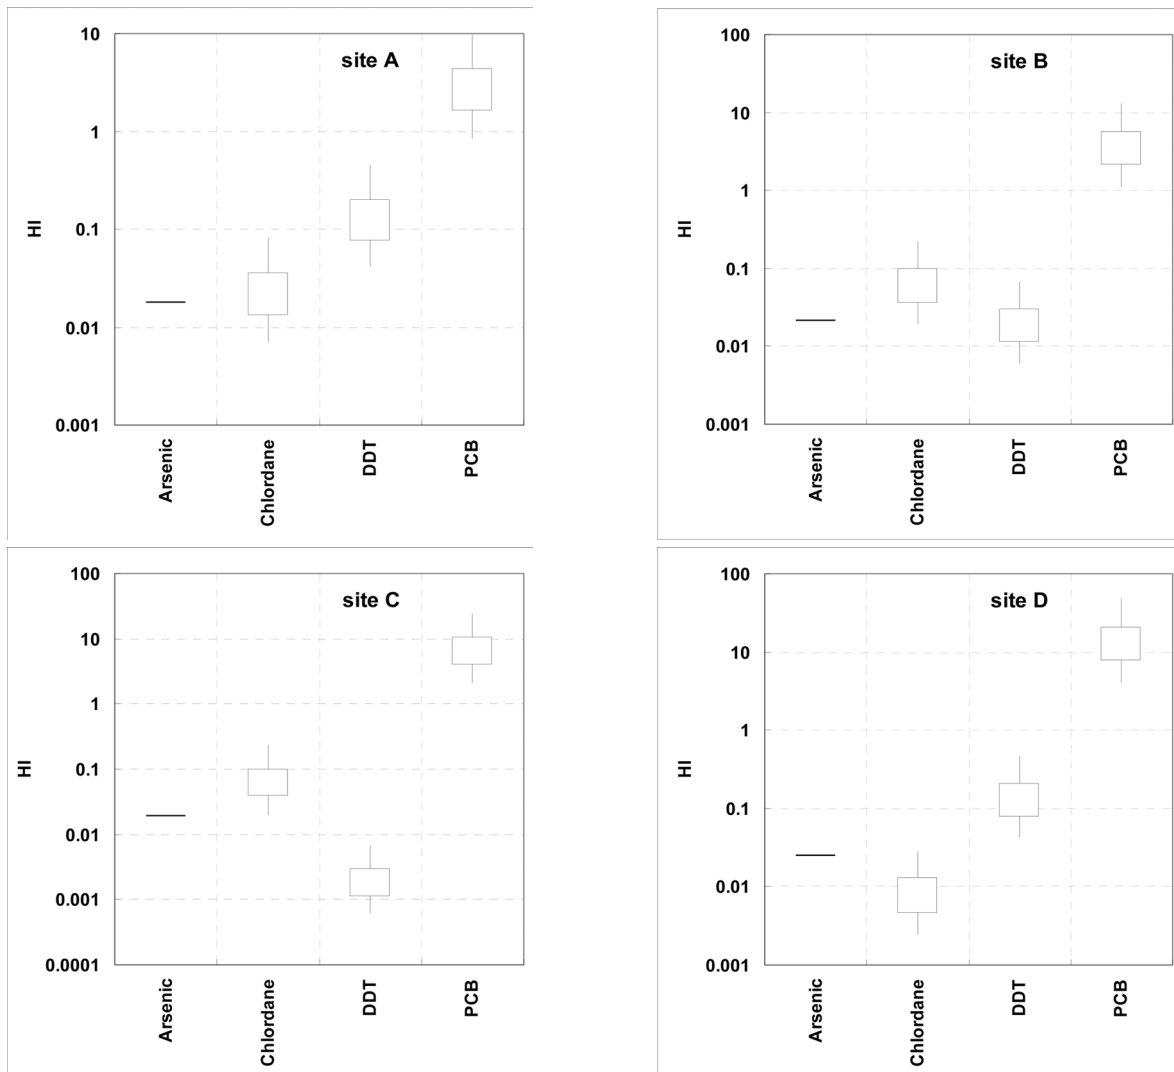 site A
10
1
0.1
0.01
0.001
HI
Arsenic
Chlordane
DDT
PCB
site B
100
10
1
0.1
0.01
0.001
HI
Arsenic
Chlordane
DDT
PCB
site C
100
10
1
0.1
0.01
0.001
0.0001
HI
Arsenic
Chlordane
DDT
PCB
site D
100
10
1
0.1
0.01
0.001
HI
Arsenic
Chlordane
DDT
PCB